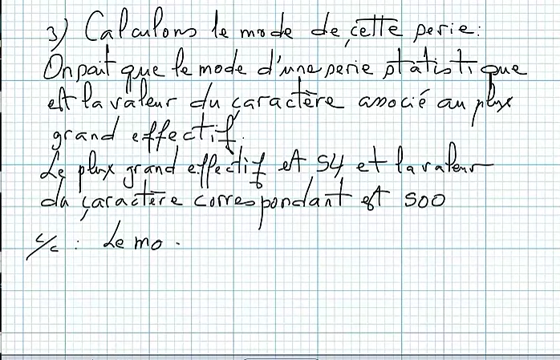 3) Calculons le mode de cette serie:
On sait que le mode d'une serie statistique
est la valeur du caractère associé au plus
grand effectif.
Le plus grand effectif est 54 et la valeur
du caractère correspondant est 500
C/c : Le mo